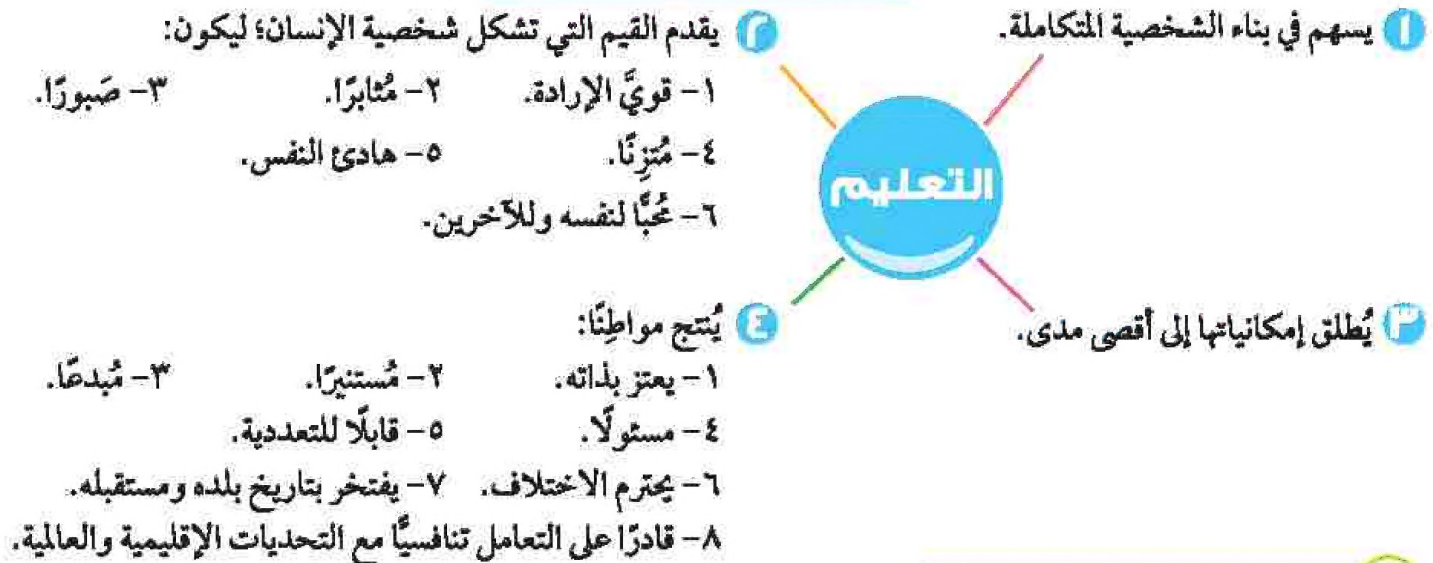 ١ يسهم في بناء الشخصية المتكاملة.
٢ يقدم القيم التي تشكل شخصية الإنسان؛ ليكون:
١- قويَّ الإرادة. ٢- مُثابرًا. ٣- صَبورًا.
٤- مُتزِنًا. ٥- هادئ النفس.
٦- مُحبًّا لنفسه وللآخرين.
التعليم
٣ يُطلق إمكانياتها إلى أقصى مدى.
٤ يُنتج مواطِنًا:
١- يعتز بذاته. ٢- مُستنيرًا. ٣- مُبدعًا.
٤- مسئولًا. ٥- قابلًا للتعددية.
٦- يحترم الاختلاف. ٧- يفتخر بتاريخ بلده ومستقبله.
٨- قادرًا على التعامل تنافسيًّا مع التحديات الإقليمية والعالمية.